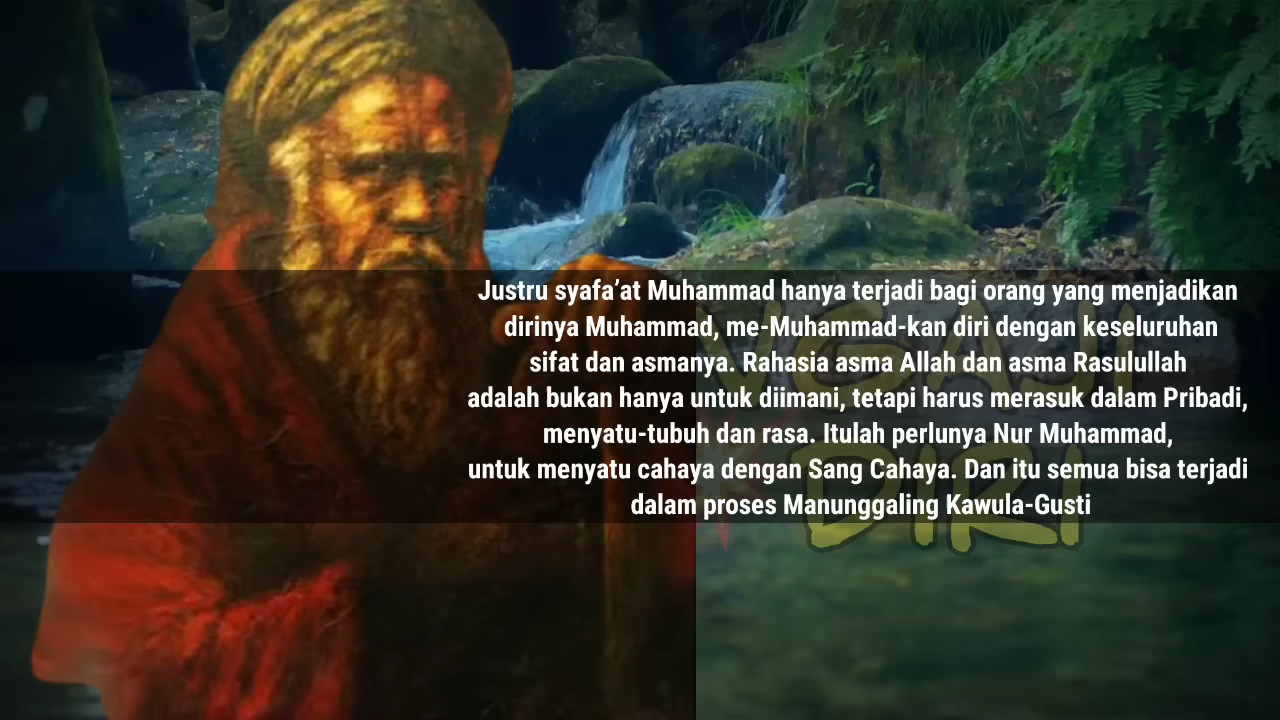 Justru syafa’at Muhammad hanya terjadi bagi orang yang menjadikan
dirinya Muhammad, me-Muhammad-kan diri dengan keseluruhan
sifat dan asmanya. Rahasia asma Allah dan asma Rasulullah
adalah bukan hanya untuk diimani, tetapi harus merasuk dalam Pribadi,
menyatu-tubuh dan rasa. Itulah perlunya Nur Muhammad,
untuk menyatu cahaya dengan Sang Cahaya. Dan itu semua bisa terjadi
dalam proses Manunggaling Kawula-Gusti
NGAJI
DIRI